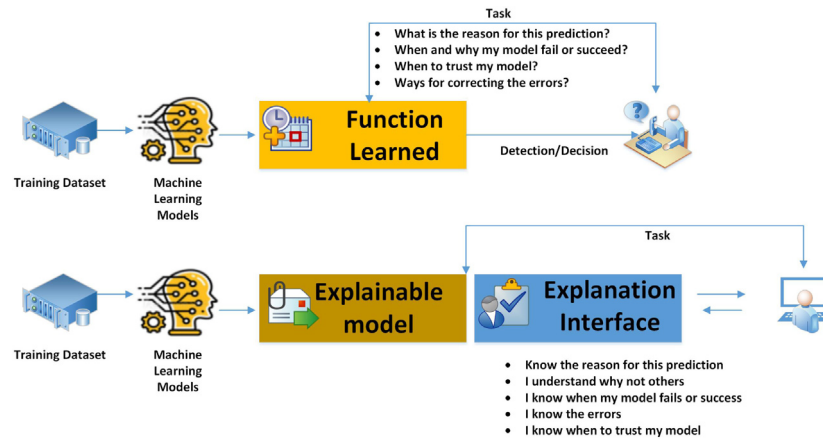 Task
• What is the reason for this prediction?
• When and why my model fail or succeed?
• When to trust my model?
• Ways for correcting the errors?
Function
Learned
Detection/Decision
Training Dataset
Machine
Learning
Models
Task
Explainable
model
Explanation
Interface
Training Dataset
Machine
Learning
Models
• Know the reason for this prediction
• I understand why not others
• I know when my model fails or success
• I know the errors
• I know when to trust my model